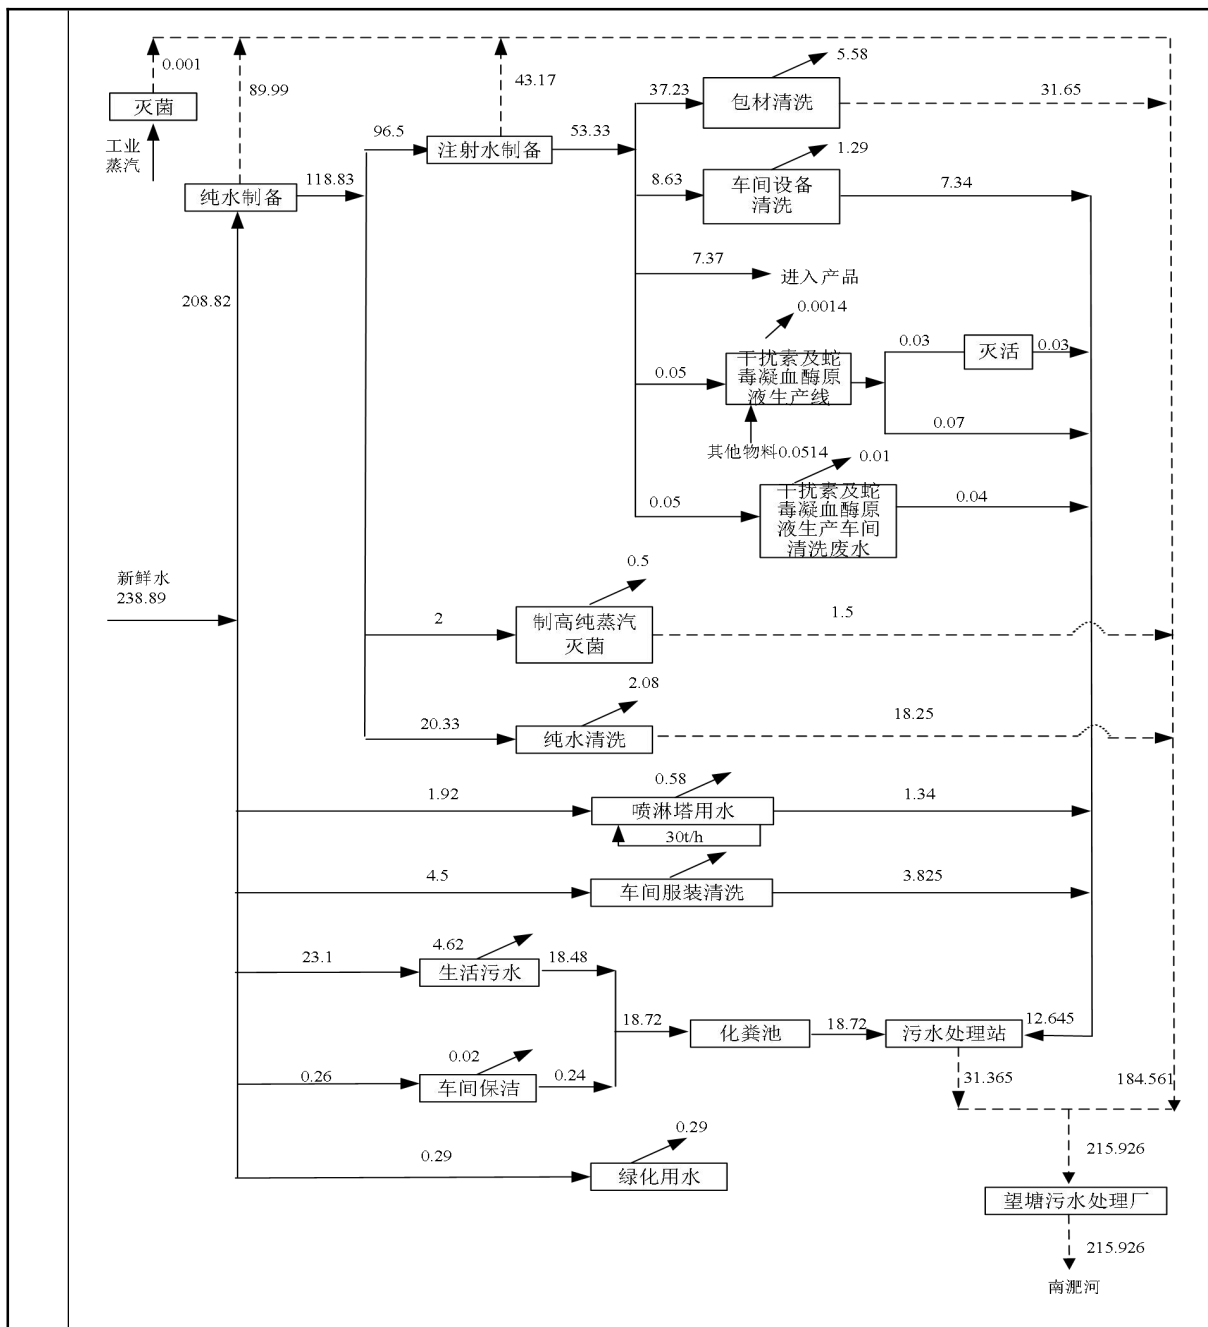 0.001
89.99
43.17
5.58
37.23
包材清洗
31.65
灭菌
工业
蒸汽
96.5
注射水制备
53.33
1.29
118.83
纯水制备
8.63
车间设备
清洗
7.34
7.37
进入产品
208.82
0.0014
0.03
灭活
0.03
干扰素及蛇
毒凝血酶原
液生产线
0.05
0.07
其他物料0.0514
0.01
0.05
干扰素及蛇
毒凝血酶原
液生产车间
清洗废水
0.04
新鲜水
238.89
0.5
2
制高纯蒸汽
灭菌
1.5
2.08
20.33
纯水清洗
18.25
0.58
1.92
喷淋塔用水
1.34
30t/h
4.5
车间服装清洗
3.825
4.62
23.1
生活污水
18.48
18.72
化粪池
18.72
污水处理站
12.645
0.02
0.26
车间保洁
0.24
31.365
184.561
0.29
0.29
绿化用水
215.926
望塘污水处理厂
215.926
南淝河